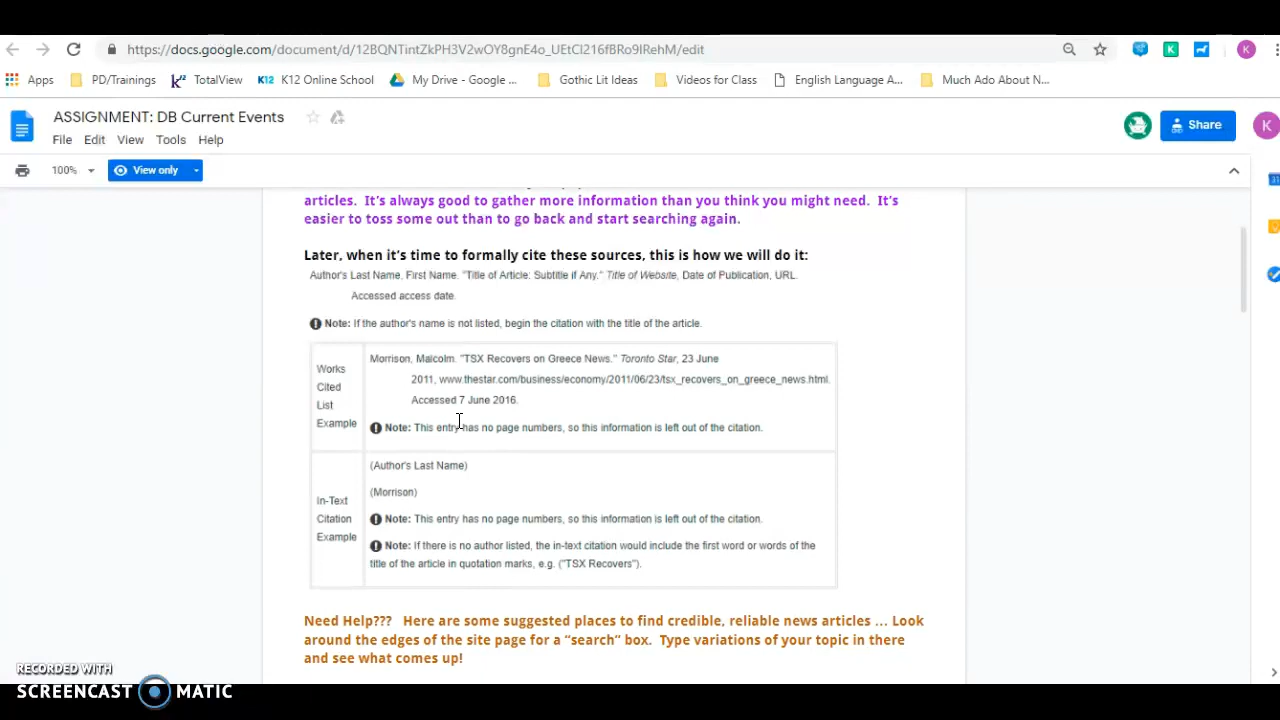 https://docs.google.com/document/d/12BQNTintZkPH3V2wOY8gnE4o_UEtCl216fBRo9IRehM/edit
K
K
Apps PD/Trainings TotalView K12 K12 Online School My Drive - Google ... Gothic Lit Ideas Videos for Class English Language A... Much Ado About N...
ASSIGNMENT: DB Current Events
File Edit View Tools Help
Share
K
100% View only
articles. It's always good to gather more information than you think you might need. It's
easier to toss some out than to go back and start searching again.
Later, when it's time to formally cite these sources, this is how we will do it:
Author's Last Name, First Name. "Title of Article: Subtitle if Any." Title of Website, Date of Publication, URL.
Accessed access date.
Note: If the author's name is not listed, begin the citation with the title of the article.
Works
Cited
List
Example
Morrison, Malcolm. "TSX Recovers on Greece News." Toronto Star, 23 June
2011, www.thestar.com/business/economy/2011/06/23/tsx_recovers_on_greece_news.html.
Accessed 7 June 2016.
Note: This entry has no page numbers, so this information is left out of the citation.
In-Text
Citation
Example
(Author's Last Name)
(Morrison)
Note: This entry has no page numbers, so this information is left out of the citation.
Note: If there is no author listed, the in-text citation would include the first word or words of the
title of the article in quotation marks, e.g. ("TSX Recovers").
Need Help??? Here are some suggested places to find credible, reliable news articles ... Look
around the edges of the site page for a "search" box. Type variations of your topic in there
and see what comes up!
RECORDED WITH
SCREENCAST MATIC